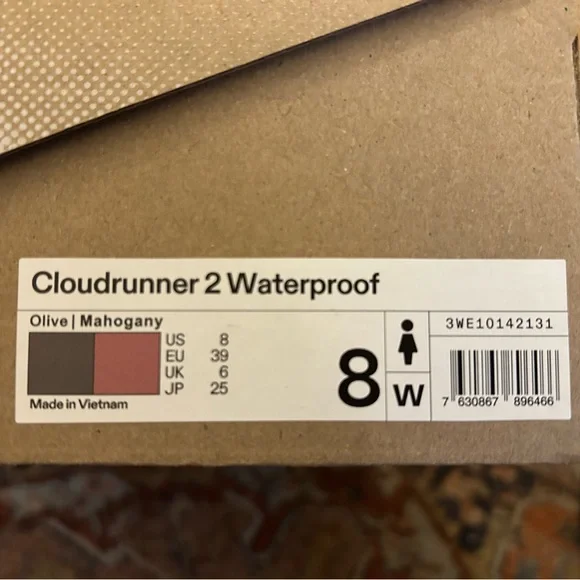 Cloudrunner 2 Waterproof
Olive | Mahogany
US 8
EU 39
UK 6
JP 25
Made in Vietnam
8
W
3WE10142131
7 630867 896466